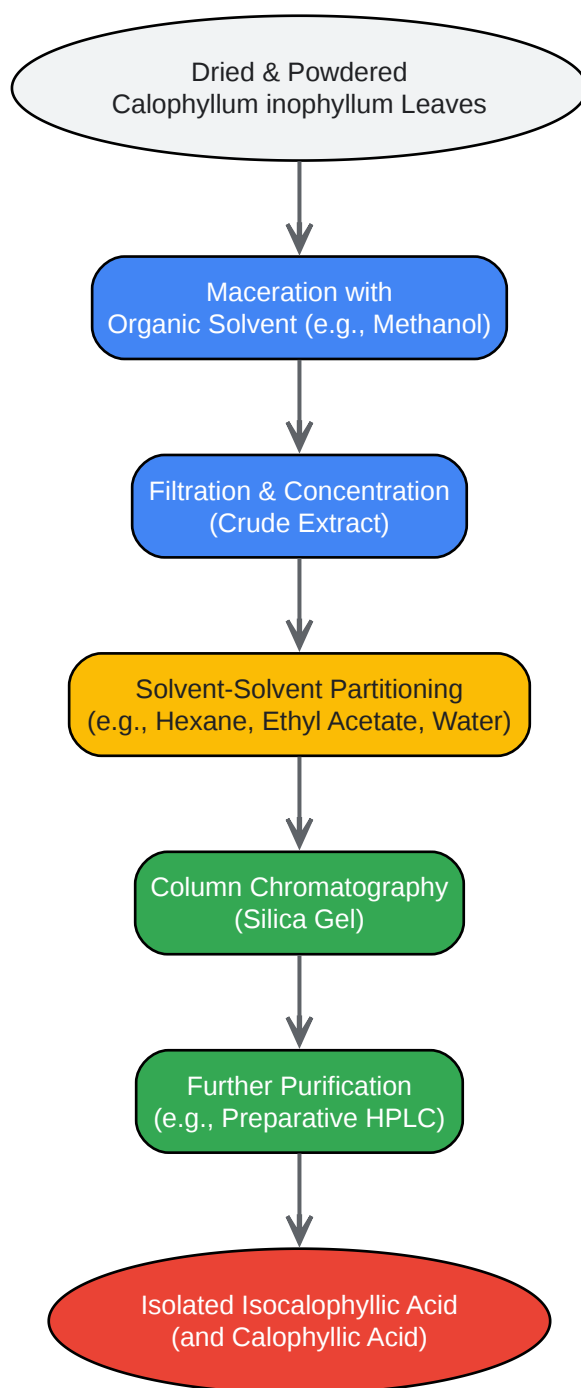 Dried & Powdered
Calophyllum inophyllum Leaves
Maceration with
Organic Solvent (e.g., Methanol)
Filtration & Concentration
(Crude Extract)
Solvent-Solvent Partitioning
(e.g., Hexane, Ethyl Acetate, Water)
Column Chromatography
(Silica Gel)
Further Purification
(e.g., Preparative HPLC)
Isolated Isocalophyllic Acid
(and Calophyllic Acid)